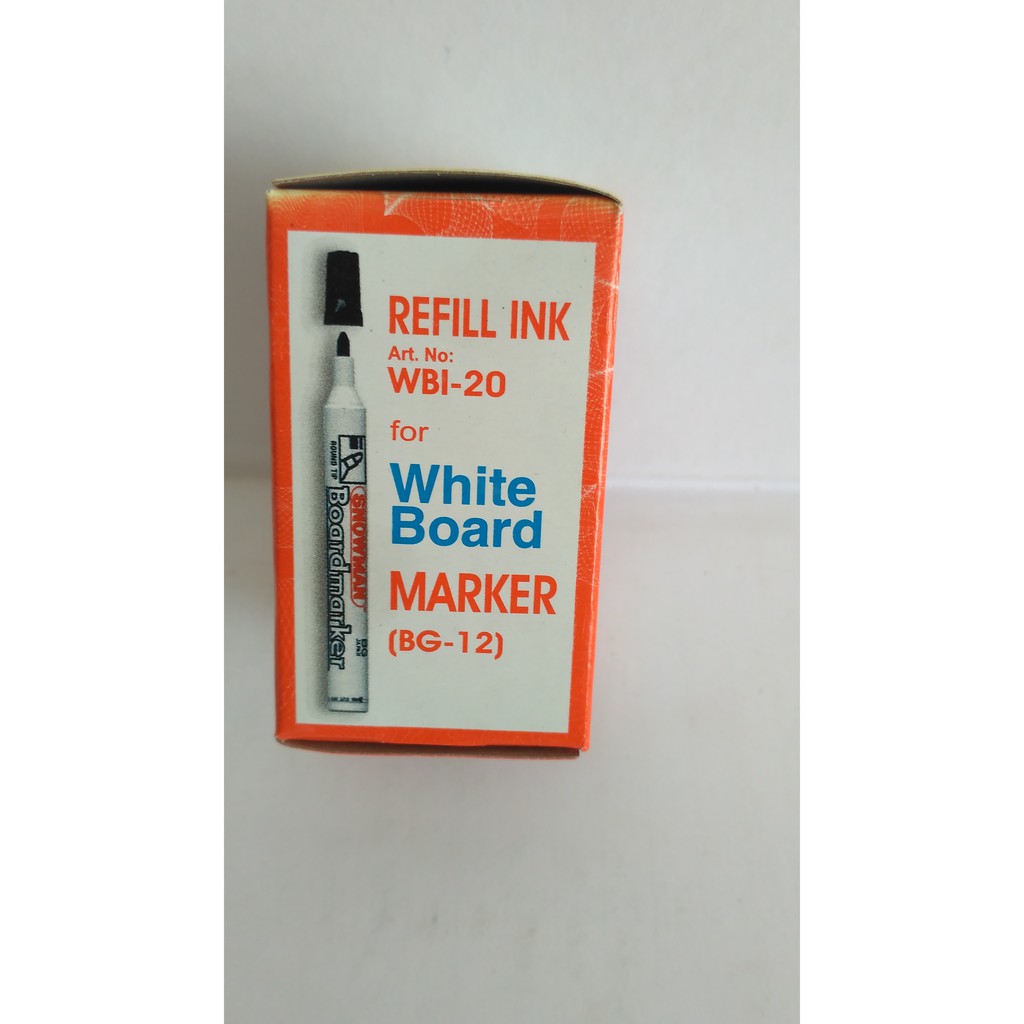 REFILL INK
Art. No:
WBI-20
for
White
Board
MARKER
(BG-12)
ROUND TIP
SNOWMAN
Boardmarker